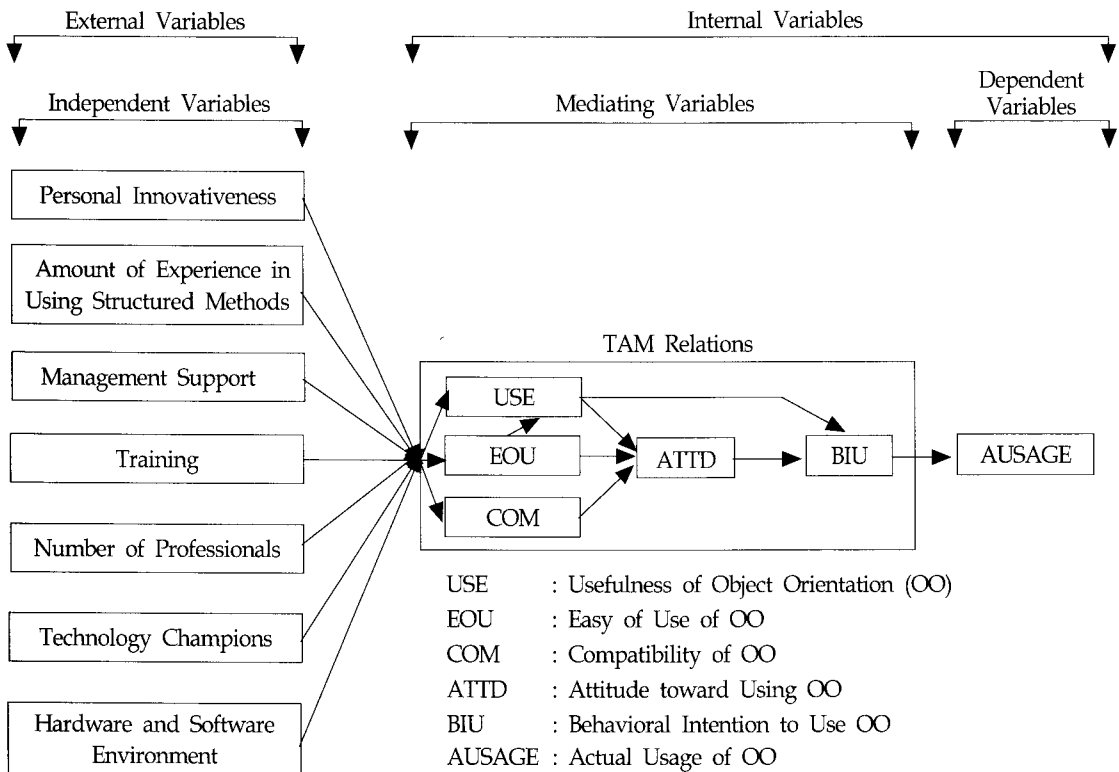 External Variables
Internal Variables
Independent Variables
Mediating Variables
Dependent
Variables
Personal Innovativeness
Amount of Experience in
Using Structured Methods
Management Support
Training
Number of Professionals
Technology Champions
Hardware and Software
Environment
TAM Relations
USE
EOU
COM
ATTD
BIU
AUSAGE
USE : Usefulness of Object Orientation (OO)
EOU : Easy of Use of OO
COM : Compatibility of OO
ATTD : Attitude toward Using OO
BIU : Behavioral Intention to Use OO
AUSAGE : Actual Usage of OO